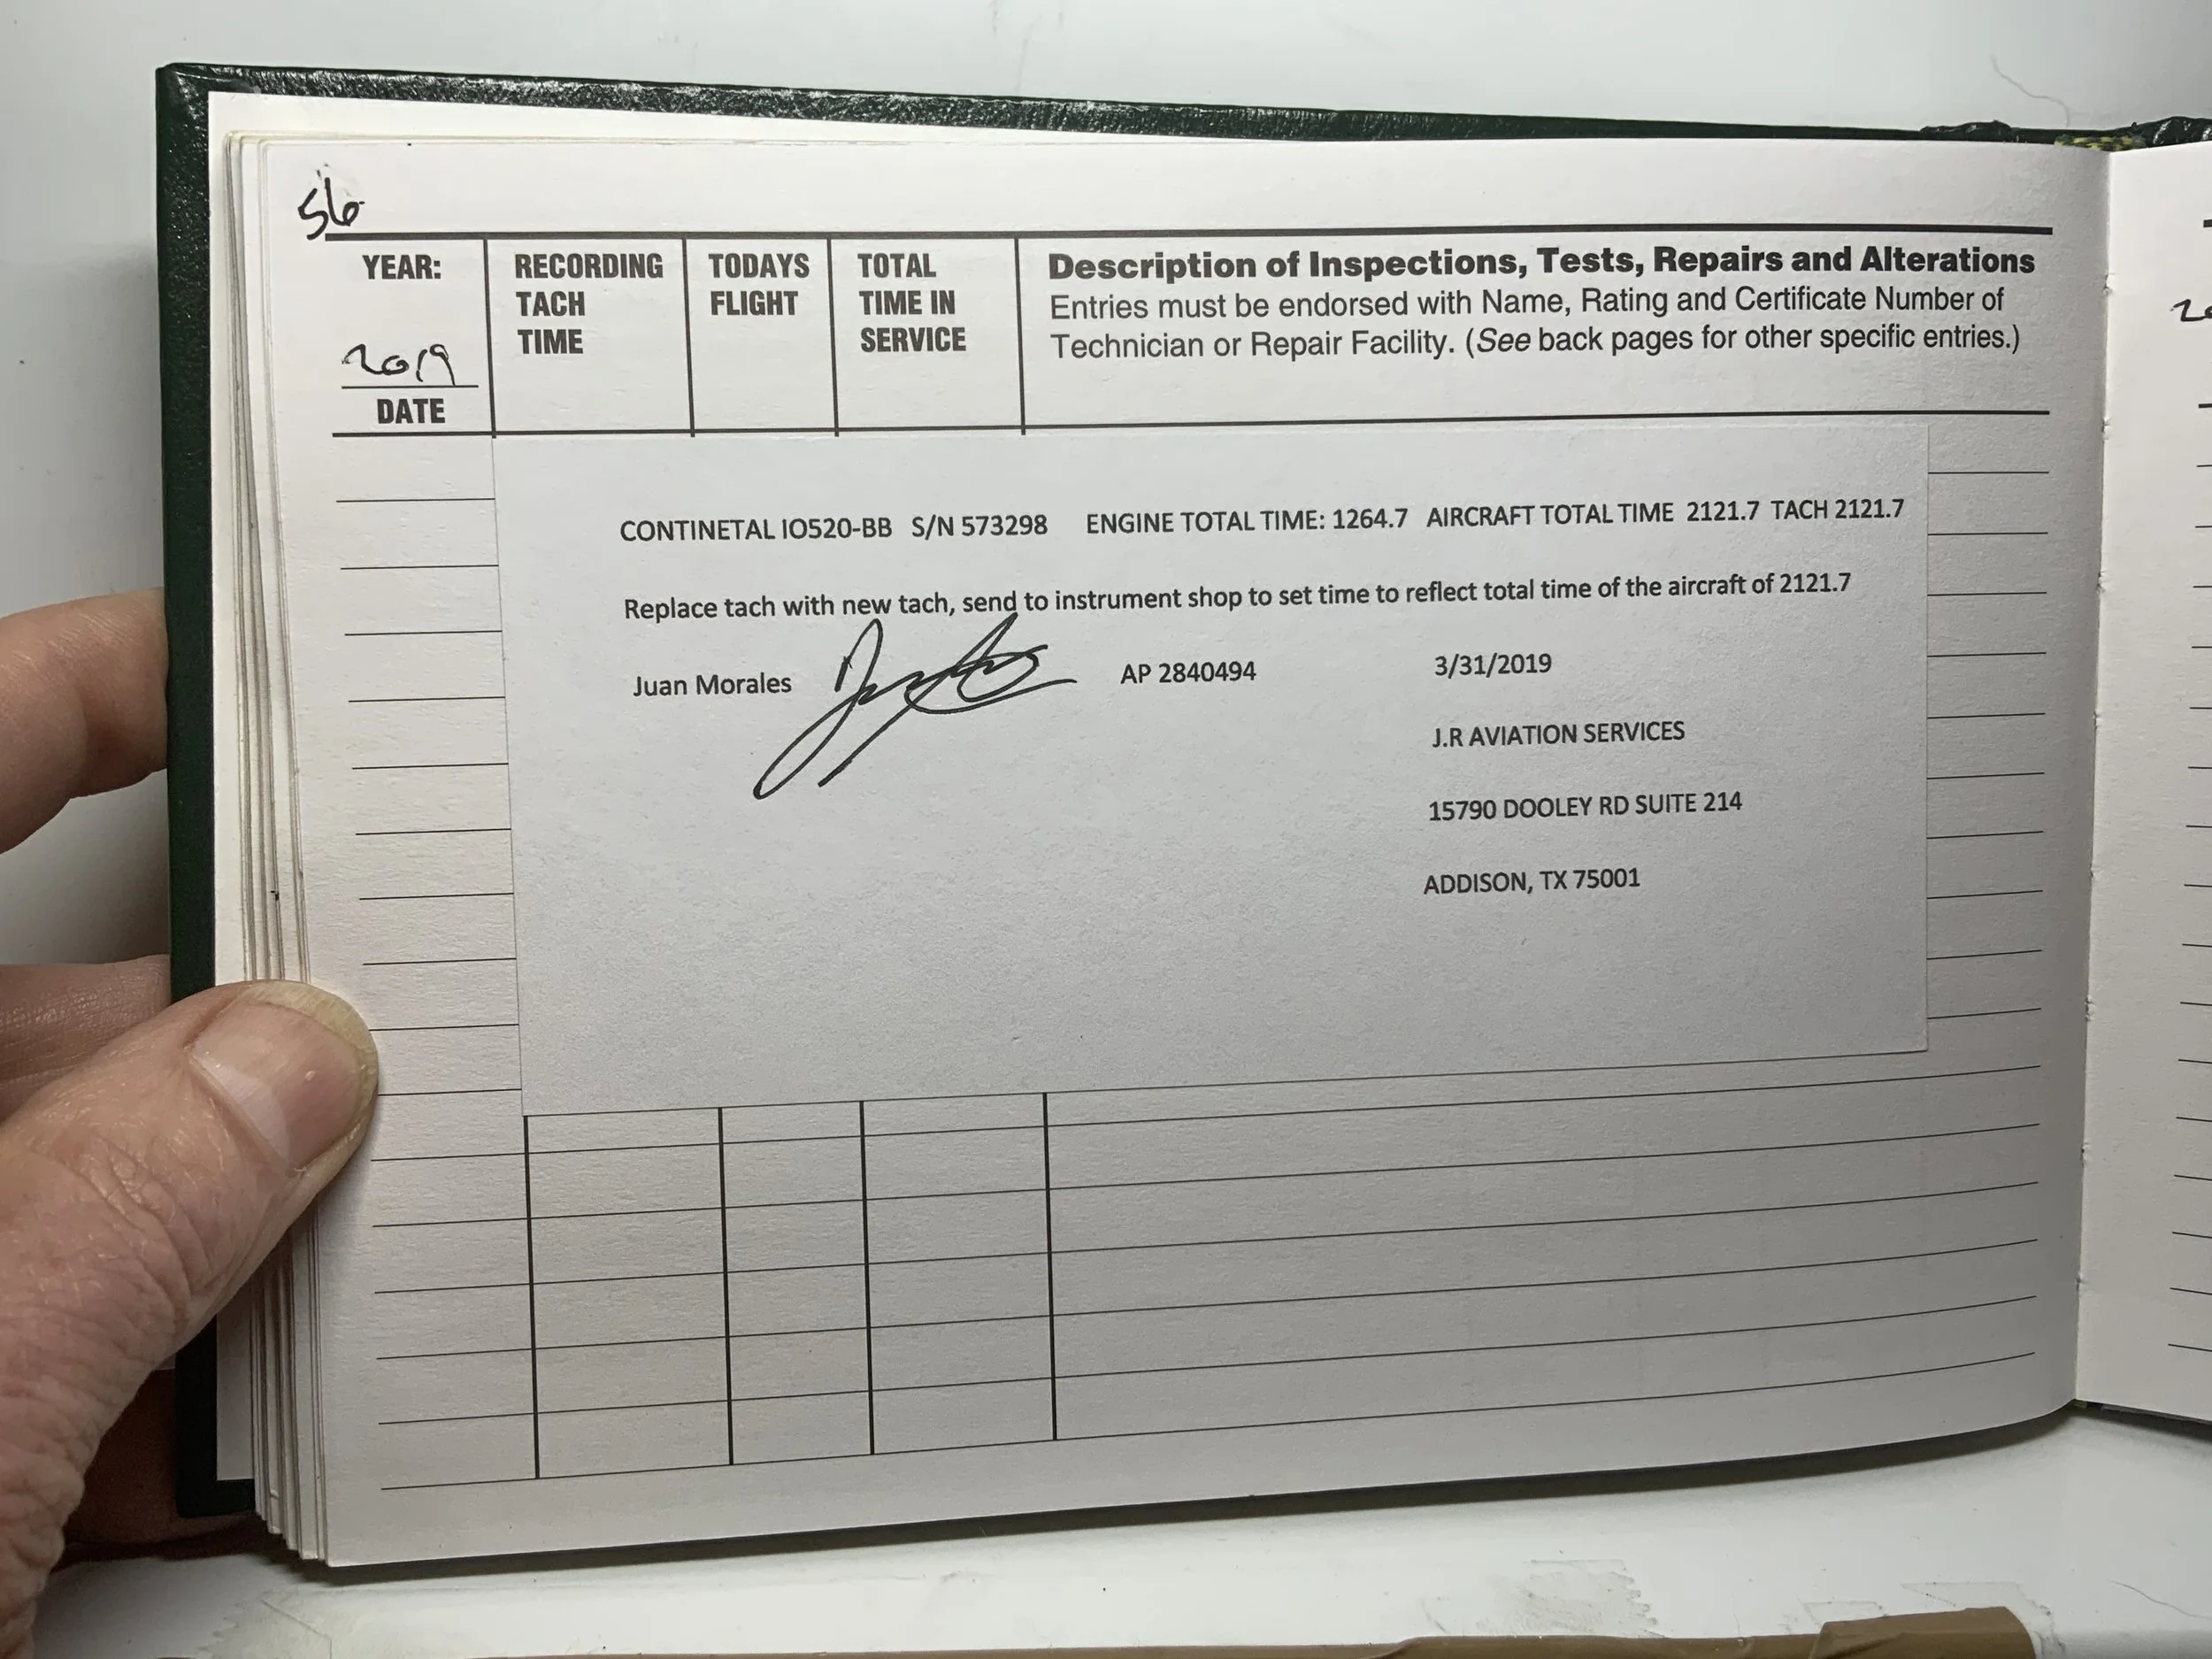 56
YEAR:
2019
DATE
RECORDING
TACH
TIME
TODAYS
FLIGHT
TOTAL
TIME IN
SERVICE
Description of Inspections, Tests, Repairs and Alterations
Entries must be endorsed with Name, Rating and Certificate Number of
Technician or Repair Facility. (See back pages for other specific entries.)
CONTINETAL IO520-BB S/N 573298 ENGINE TOTAL TIME: 1264.7 AIRCRAFT TOTAL TIME 2121.7 TACH 2121.7
Replace tach with new tach, send to instrument shop to set time to reflect total time of the aircraft of 2121.7
Juan Morales AP 2840494 3/31/2019
J.R AVIATION SERVICES
15790 DOOLEY RD SUITE 214
ADDISON, TX 75001